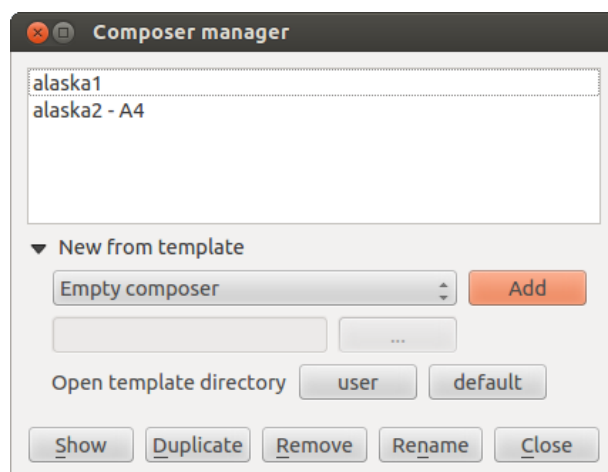 Composer manager
alaska1
alaska2 - A4
New from template
Empty composer Add
...
Open template directory user default
Show Duplicate Remove Rename Close